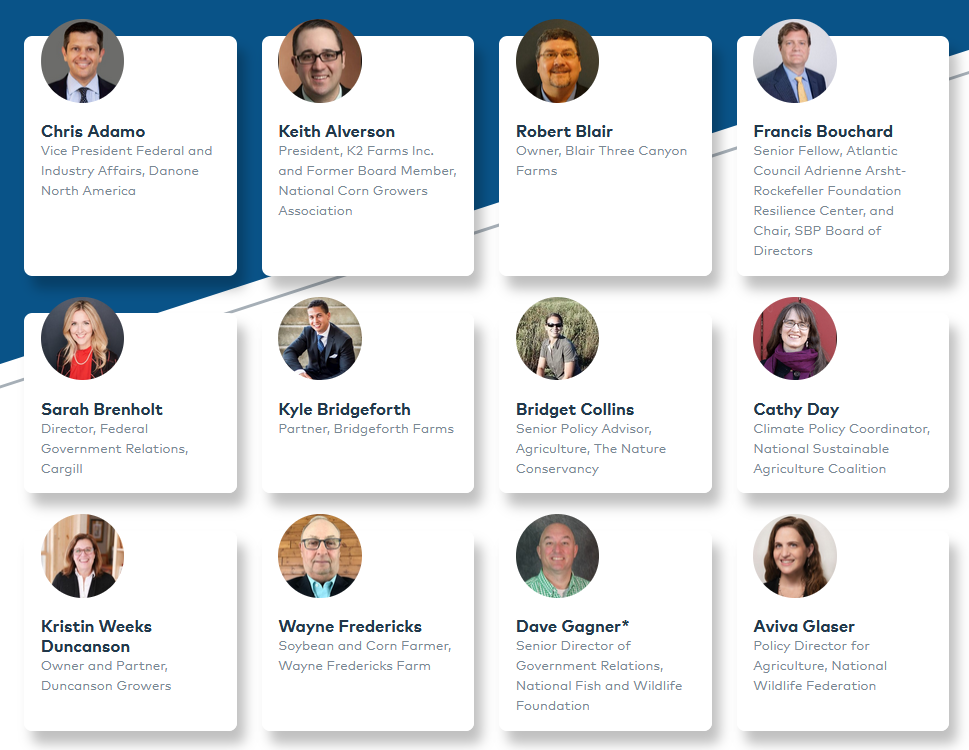 Chris Adamo
Vice President Federal and
Industry Affairs, Danone
North America
Keith Alverson
President, K2 Farms Inc.
and Former Board Member,
National Corn Growers
Association
Robert Blair
Owner, Blair Three Canyon
Farms
Francis Bouchard
Senior Fellow, Atlantic
Council Adrienne Arsht-
Rockefeller Foundation
Resilience Center, and
Chair, SBP Board of
Directors
Sarah Brenholt
Director, Federal
Government Relations,
Cargill
Kyle Bridgeforth
Partner, Bridgeforth Farms
Bridget Collins
Senior Policy Advisor,
Agriculture, The Nature
Conservancy
Cathy Day
Climate Policy Coordinator,
National Sustainable
Agriculture Coalition
Kristin Weeks
Duncanson
Owner and Partner,
Duncanson Growers
Wayne Fredericks
Soybean and Corn Farmer,
Wayne Fredericks Farm
Dave Gagner*
Senior Director of
Government Relations,
National Fish and Wildlife
Foundation
Aviva Glaser
Policy Director for
Agriculture, National
Wildlife Federation